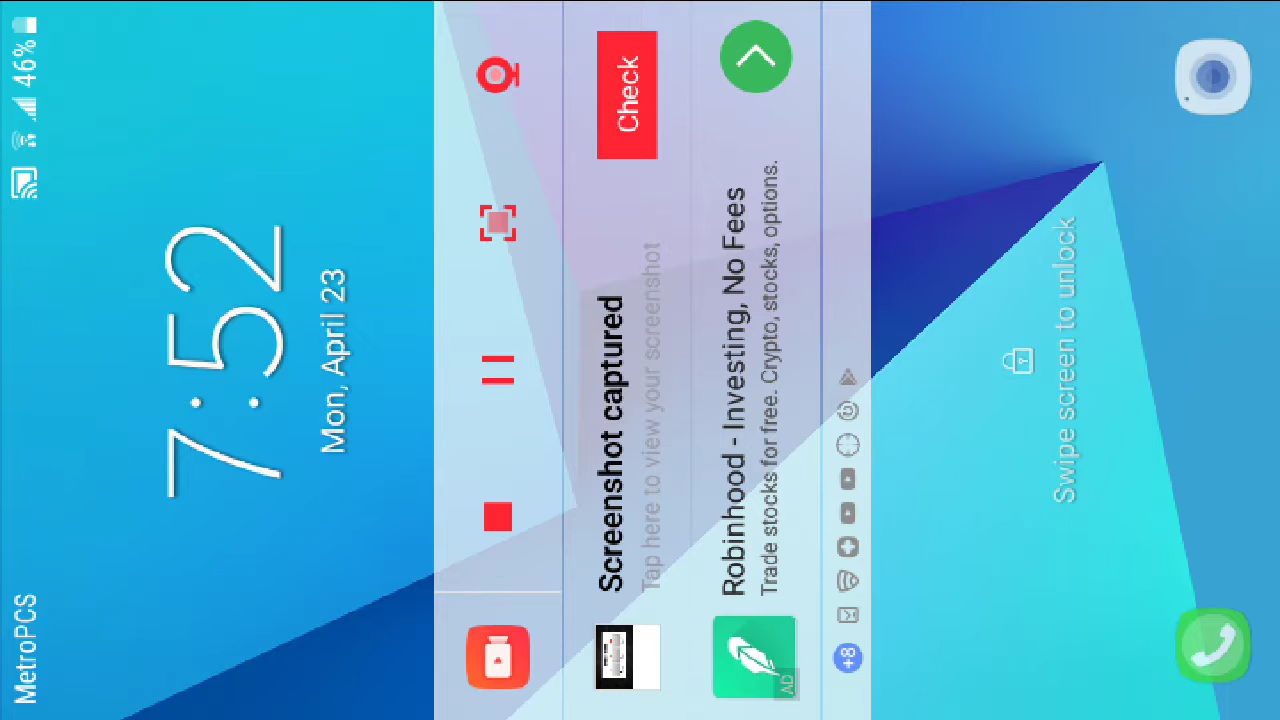 MetroPCS
46%
7:52
Mon, April 23
Screenshot captured
Tap here to view your screenshot
Check
Robinhood - Investing, No Fees
Trade stocks for free. Crypto, stocks, options.
AD
+8
Swipe screen to unlock